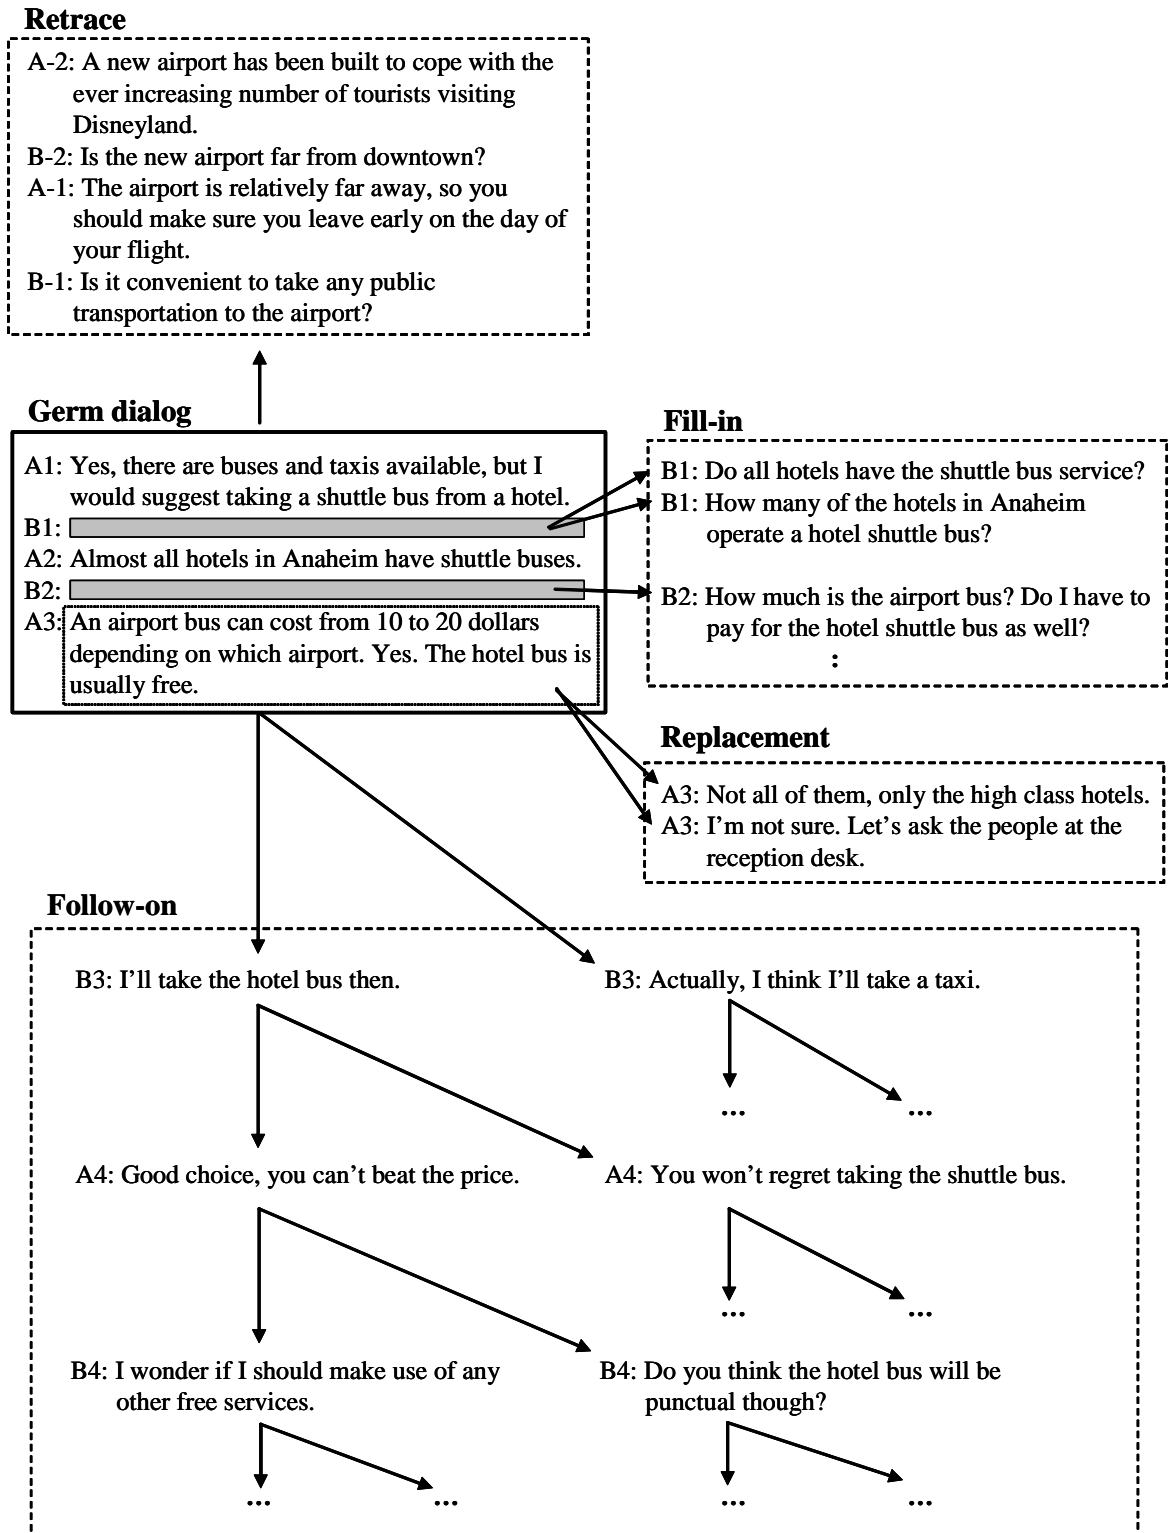 Retrace
A-2: A new airport has been built to cope with the
ever increasing number of tourists visiting
Disneyland.
B-2: Is the new airport far from downtown?
A-1: The airport is relatively far away, so you
should make sure you leave early on the day of
your flight.
B-1: Is it convenient to take any public
transportation to the airport?
Germ dialog
A1: Yes, there are buses and taxis available, but I
would suggest taking a shuttle bus from a hotel.
B1:
A2: Almost all hotels in Anaheim have shuttle buses.
B2:
A3: An airport bus can cost from 10 to 20 dollars
depending on which airport. Yes. The hotel bus is
usually free.
Fill-in
B1: Do all hotels have the shuttle bus service?
B1: How many of the hotels in Anaheim
operate a hotel shuttle bus?
B2: How much is the airport bus? Do I have to
pay for the hotel shuttle bus as well?
:
Replacement
A3: Not all of them, only the high class hotels.
A3: I’m not sure. Let’s ask the people at the
reception desk.
Follow-on
B3: I’ll take the hotel bus then.
B3: Actually, I think I’ll take a taxi.
... ...
A4: Good choice, you can’t beat the price.
A4: You won’t regret taking the shuttle bus.
... ...
B4: I wonder if I should make use of any
other free services.
B4: Do you think the hotel bus will be
punctual though?
... ... ... ...